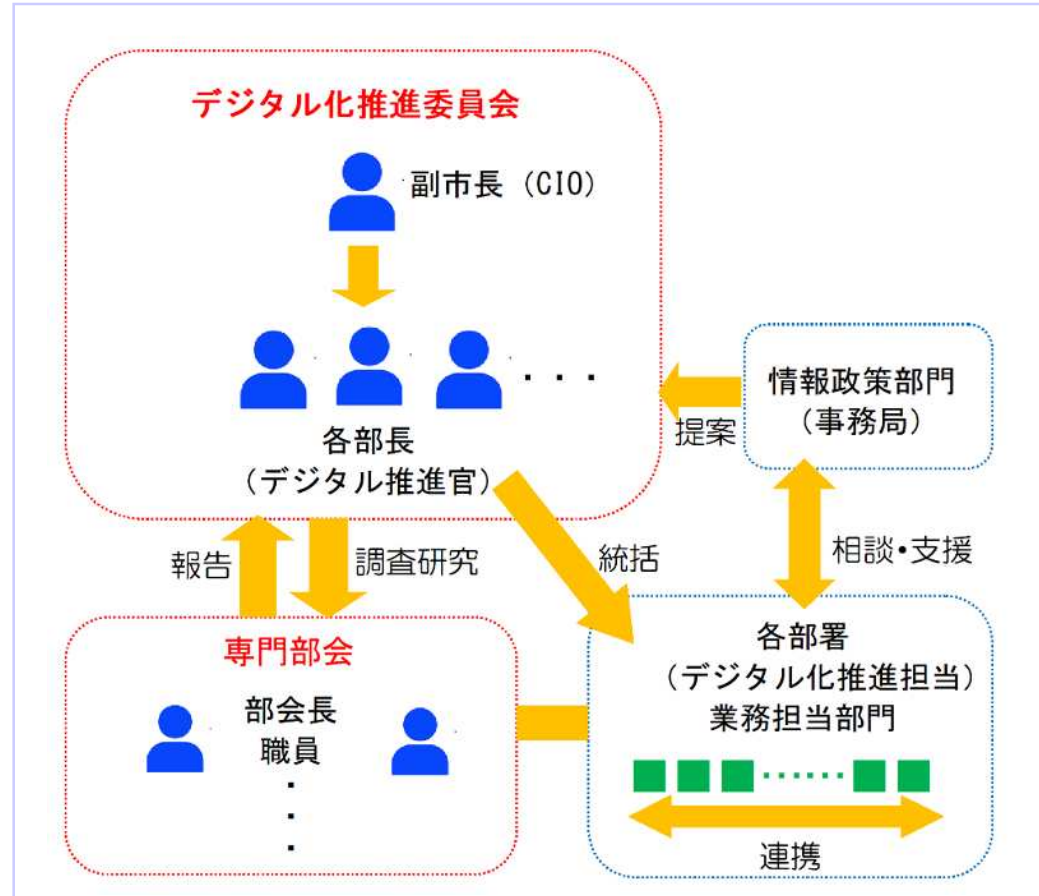 デジタル化推進委員会
副市長（CIO）
・・・
各部長
（デジタル推進官）
情報政策部門
（事務局）
提案
報告
調査研究
統括
相談・支援
専門部会
部会長
職員
・
・
・
各部署
（デジタル化推進担当）
業務担当部門
……
連携